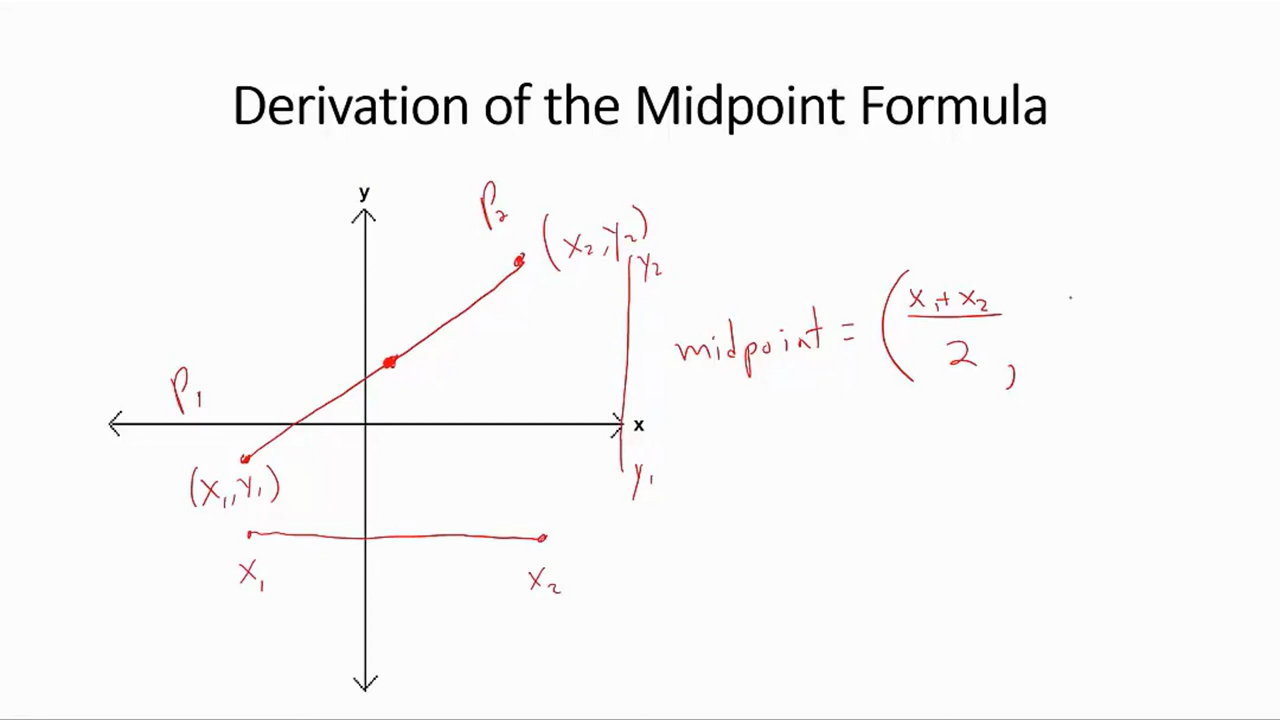 Derivation of the Midpoint Formula
y
P₂
(x₂, y₂)
y₂
midpoint = (x₁ + x₂ / 2 ,
P₁
x
(x₁, y₁)
y₁
x₁
x₂